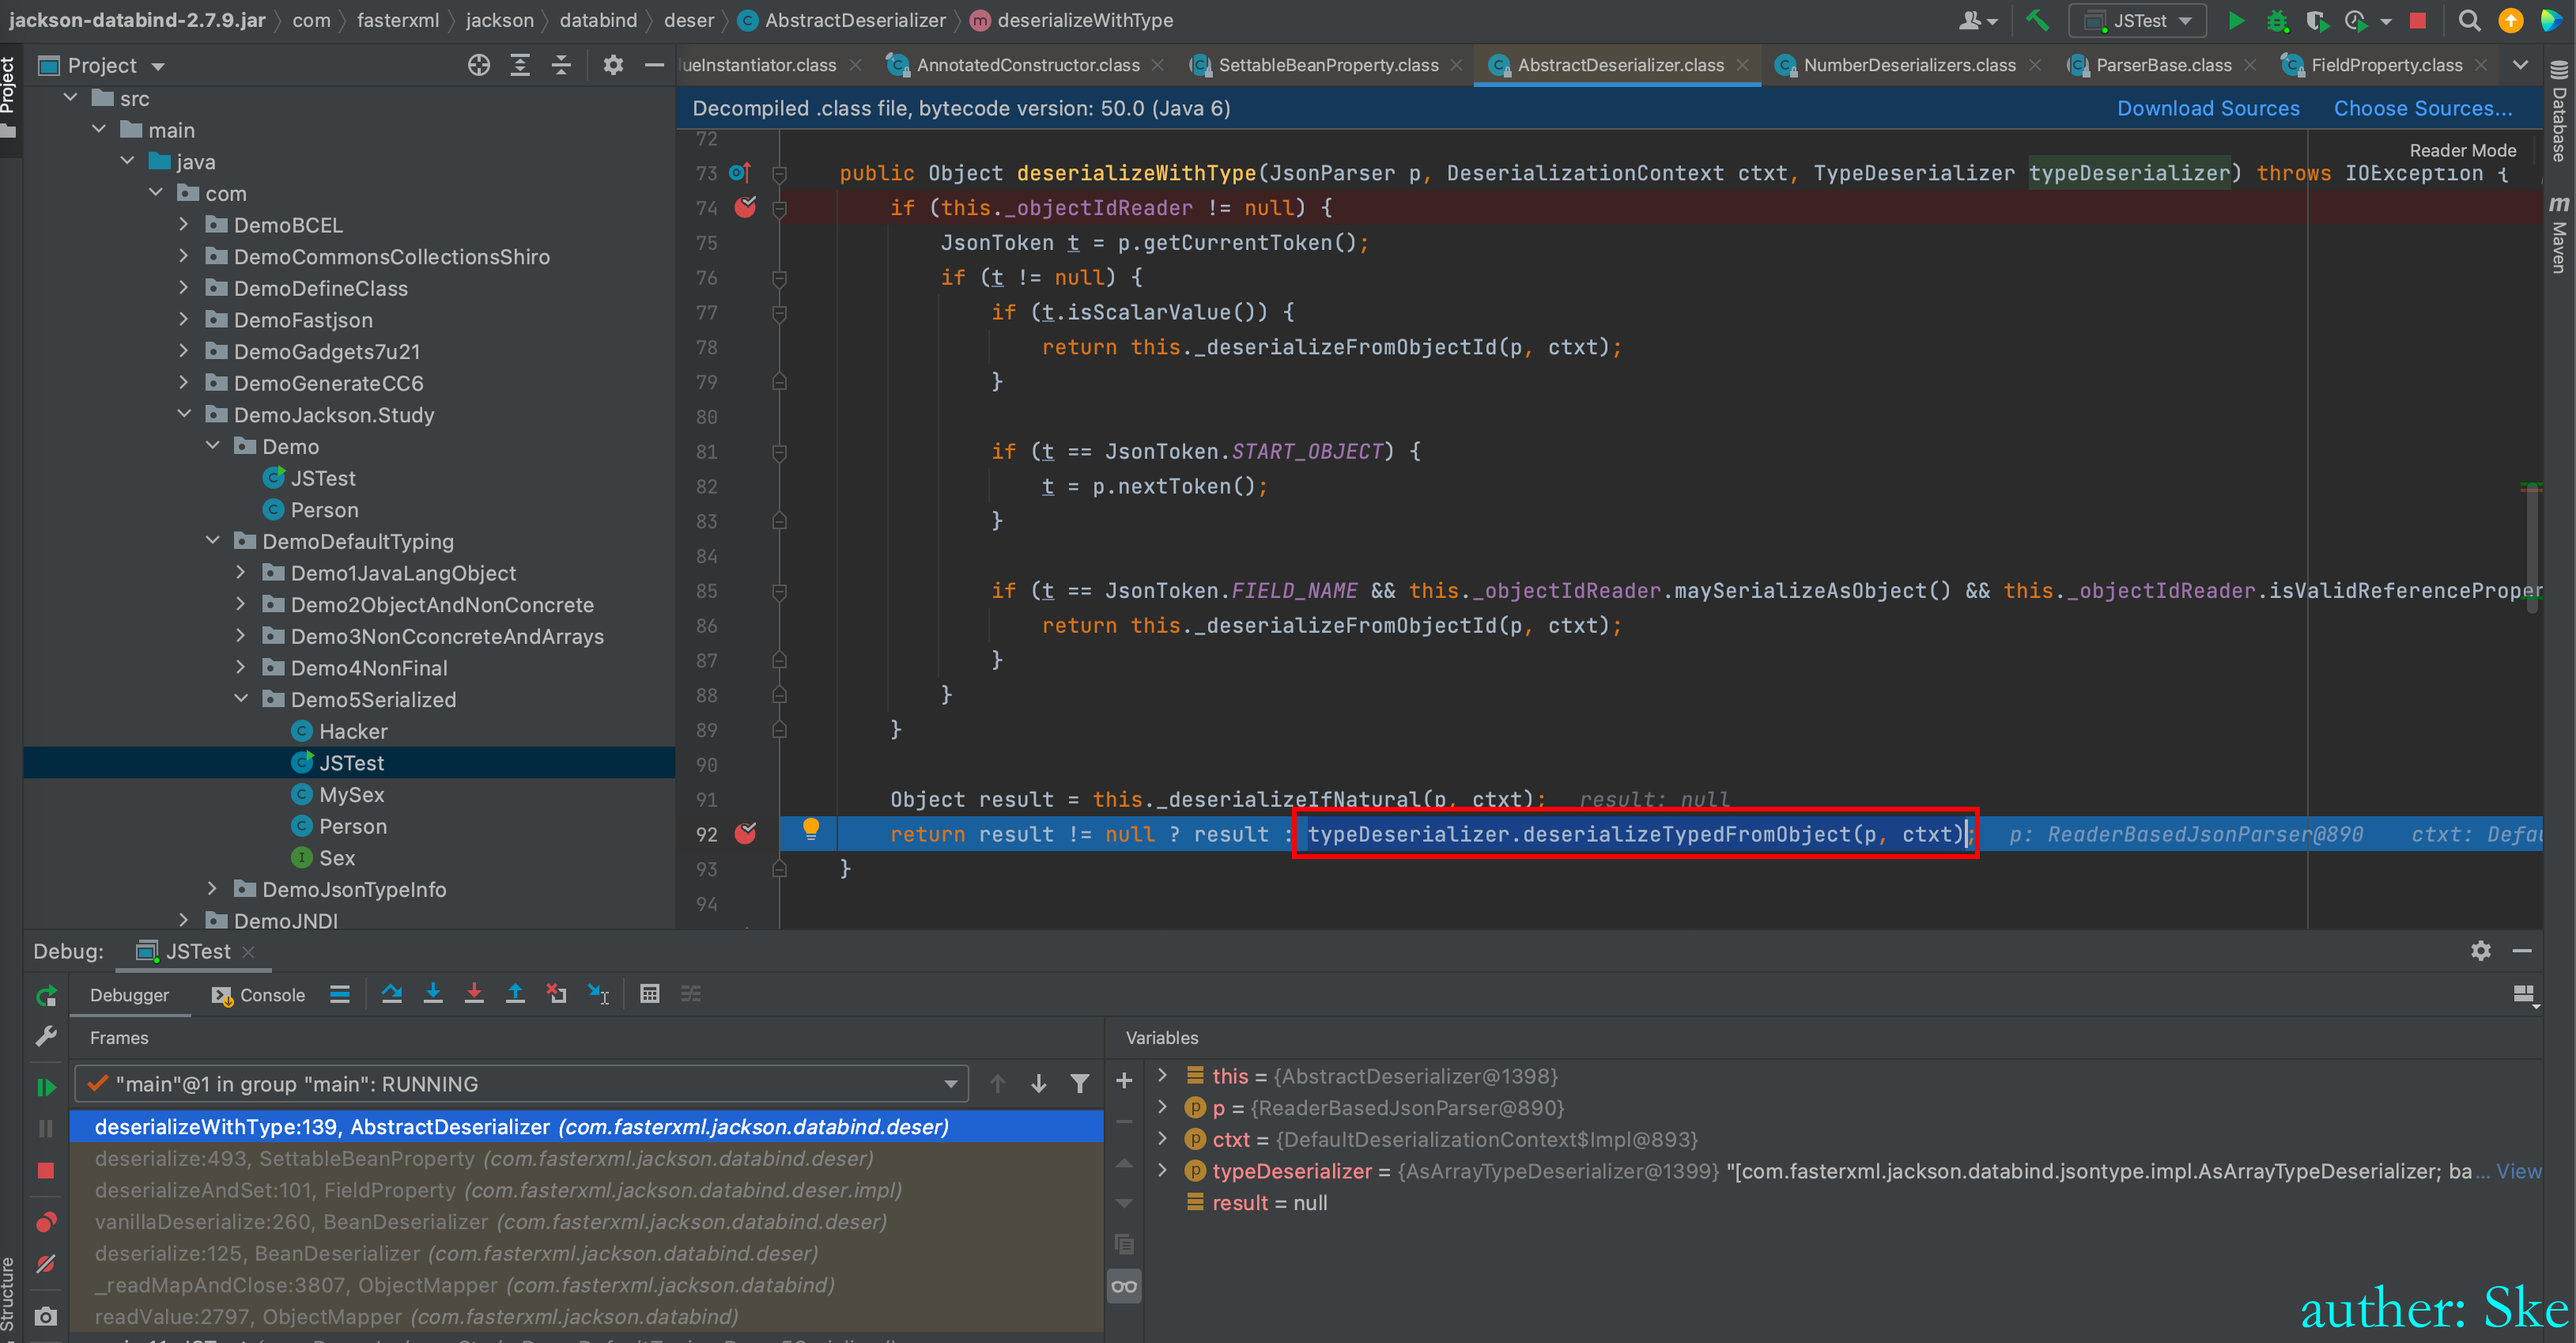 jackson-databind-2.7.9.jar com fasterxml jackson databind deser AbstractDeserializer deserializeWithType JSTest
Project
ueInstantiator.class AnnotatedConstructor.class SettableBeanProperty.class AbstractDeserializer.class NumberDeserializers.class ParserBase.class FieldProperty.class
Project
Structure
Database
Maven
src
main
java
com
DemoBCEL
DemoCommonsCollectionsShiro
DemoDefineClass
DemoFastjson
DemoGadgets7u21
DemoGenerateCC6
DemoJackson.Study
Demo
JSTest
Person
DemoDefaultTyping
Demo1JavaLangObject
Demo2ObjectAndNonConcrete
Demo3NonCconcreteAndArrays
Demo4NonFinal
Demo5Serialized
Hacker
JSTest
MySex
Person
Sex
DemoJsonTypeInfo
DemoJNDI
Decompiled .class file, bytecode version: 50.0 (Java 6) Download Sources Choose Sources...
Reader Mode
72
73 public Object deserializeWithType(JsonParser p, DeserializationContext ctxt, TypeDeserializer typeDeserializer) throws IOException {
74 if (this._objectIdReader != null) {
75 JsonToken t = p.getCurrentToken();
76 if (t != null) {
77 if (t.isScalarValue()) {
78 return this._deserializeFromObjectId(p, ctxt);
79 }
80
81 if (t == JsonToken.START_OBJECT) {
82 t = p.nextToken();
83 }
84
85 if (t == JsonToken.FIELD_NAME && this._objectIdReader.maySerializeAsObject() && this._objectIdReader.isValidReferenceProper
86 return this._deserializeFromObjectId(p, ctxt);
87 }
88 }
89 }
90
91 Object result = this._deserializeIfNatural(p, ctxt); result: null
92 return result != null ? result : typeDeserializer.deserializeTypedFromObject(p, ctxt); p: ReaderBasedJsonParser@890 ctxt: Defau
93 }
94
Debug: JSTest
Debugger Console
Frames
"main"@1 in group "main": RUNNING
deserializeWithType:139, AbstractDeserializer (com.fasterxml.jackson.databind.deser)
deserialize:493, SettableBeanProperty (com.fasterxml.jackson.databind.deser)
deserializeAndSet:101, FieldProperty (com.fasterxml.jackson.databind.deser.impl)
vanillaDeserialize:260, BeanDeserializer (com.fasterxml.jackson.databind.deser)
deserialize:125, BeanDeserializer (com.fasterxml.jackson.databind.deser)
_readMapAndClose:3807, ObjectMapper (com.fasterxml.jackson.databind)
readValue:2797, ObjectMapper (com.fasterxml.jackson.databind)
Variables
this = {AbstractDeserializer@1398}
p = {ReaderBasedJsonParser@890}
ctxt = {DefaultDeserializationContext$Impl@893}
typeDeserializer = {AsArrayTypeDeserializer@1399} "[com.fasterxml.jackson.databind.jsontype.impl.AsArrayTypeDeserializer; ba... View
result = null
auther: Ske